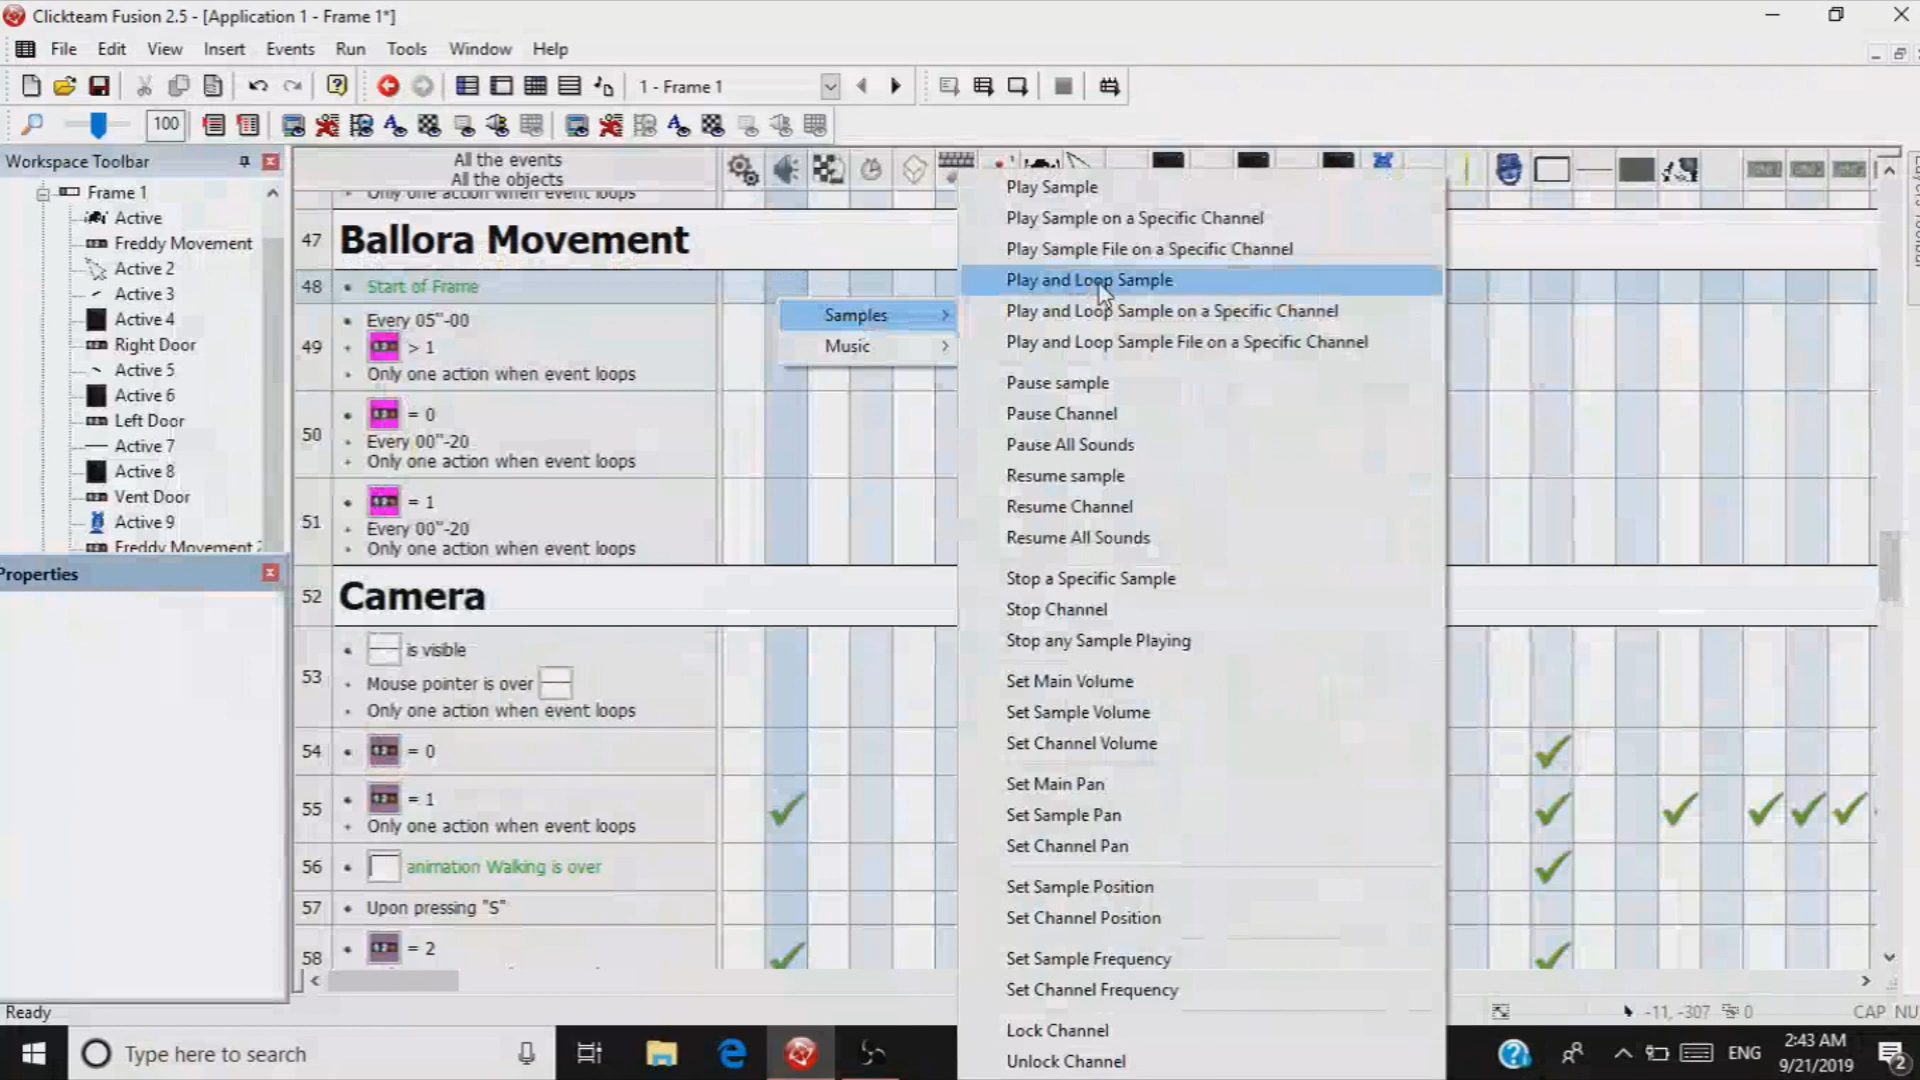 Clickteam Fusion 2.5 - [Application 1 - Frame 1*]
File Edit View Insert Events Run Tools Window Help
1 - Frame 1
100
Workspace Toolbar
Frame 1
Active
Freddy Movement
Active 2
Active 3
Active 4
Right Door
Active 5
Active 6
Left Door
Active 7
Active 8
Vent Door
Active 9
Freddy Movement 2
Properties
All the events
All the objects
Only one action when event loops
47 Ballora Movement
48 • Start of Frame
49
• Every 05"-00
> 1
Only one action when event loops
50
= 0
Every 00"-20
Only one action when event loops
51
= 1
Every 00"-20
Only one action when event loops
52 Camera
53
is visible
Mouse pointer is over
Only one action when event loops
54 = 0
55 = 1
Only one action when event loops
56 animation Walking is over
57 • Upon pressing "S"
58 = 2
Samples
Music
Play Sample
Play Sample on a Specific Channel
Play Sample File on a Specific Channel
Play and Loop Sample
Play and Loop Sample on a Specific Channel
Play and Loop Sample File on a Specific Channel
Pause sample
Pause Channel
Pause All Sounds
Resume sample
Resume Channel
Resume All Sounds
Stop a Specific Sample
Stop Channel
Stop any Sample Playing
Set Main Volume
Set Sample Volume
Set Channel Volume
Set Main Pan
Set Sample Pan
Set Channel Pan
Set Sample Position
Set Channel Position
Set Sample Frequency
Set Channel Frequency
Lock Channel
Unlock Channel
Ready
-11, -307 0 CAP NU
Type here to search
ENG
2:43 AM
9/21/2019
2